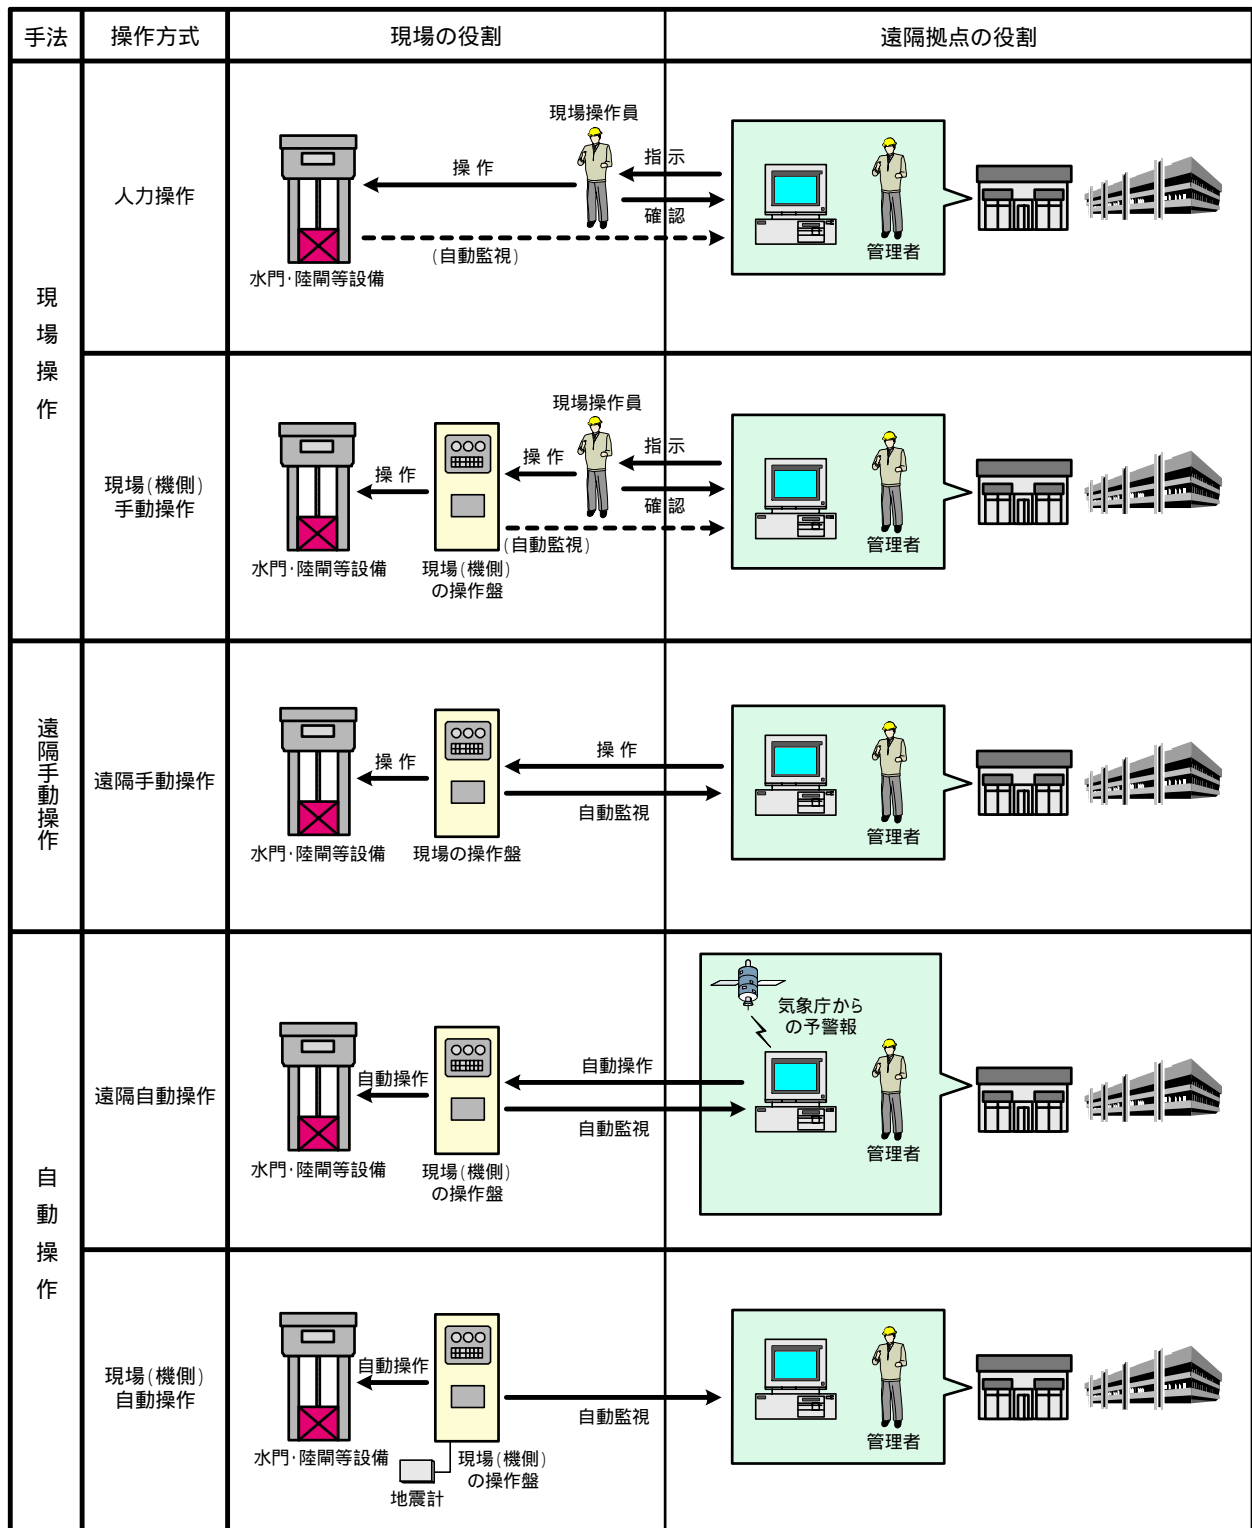 手法
操作方式
現場の役割
遠隔拠点の役割
現場操作
人力操作
現場操作員
操作
指示
確認
(自動監視)
水門・陸閘等設備
管理者
現場(機側)
手動操作
現場操作員
操作
操作
指示
確認
(自動監視)
水門・陸閘等設備
現場(機側)
の操作盤
管理者
遠隔手動操作
遠隔手動操作
操作
操作
自動監視
水門・陸閘等設備
現場の操作盤
管理者
自動操作
遠隔自動操作
自動操作
自動操作
自動監視
水門・陸閘等設備
現場(機側)
の操作盤
気象庁から
の予警報
管理者
現場(機側)
自動操作
自動操作
自動監視
水門・陸閘等設備
現場(機側)
の操作盤
地震計
管理者